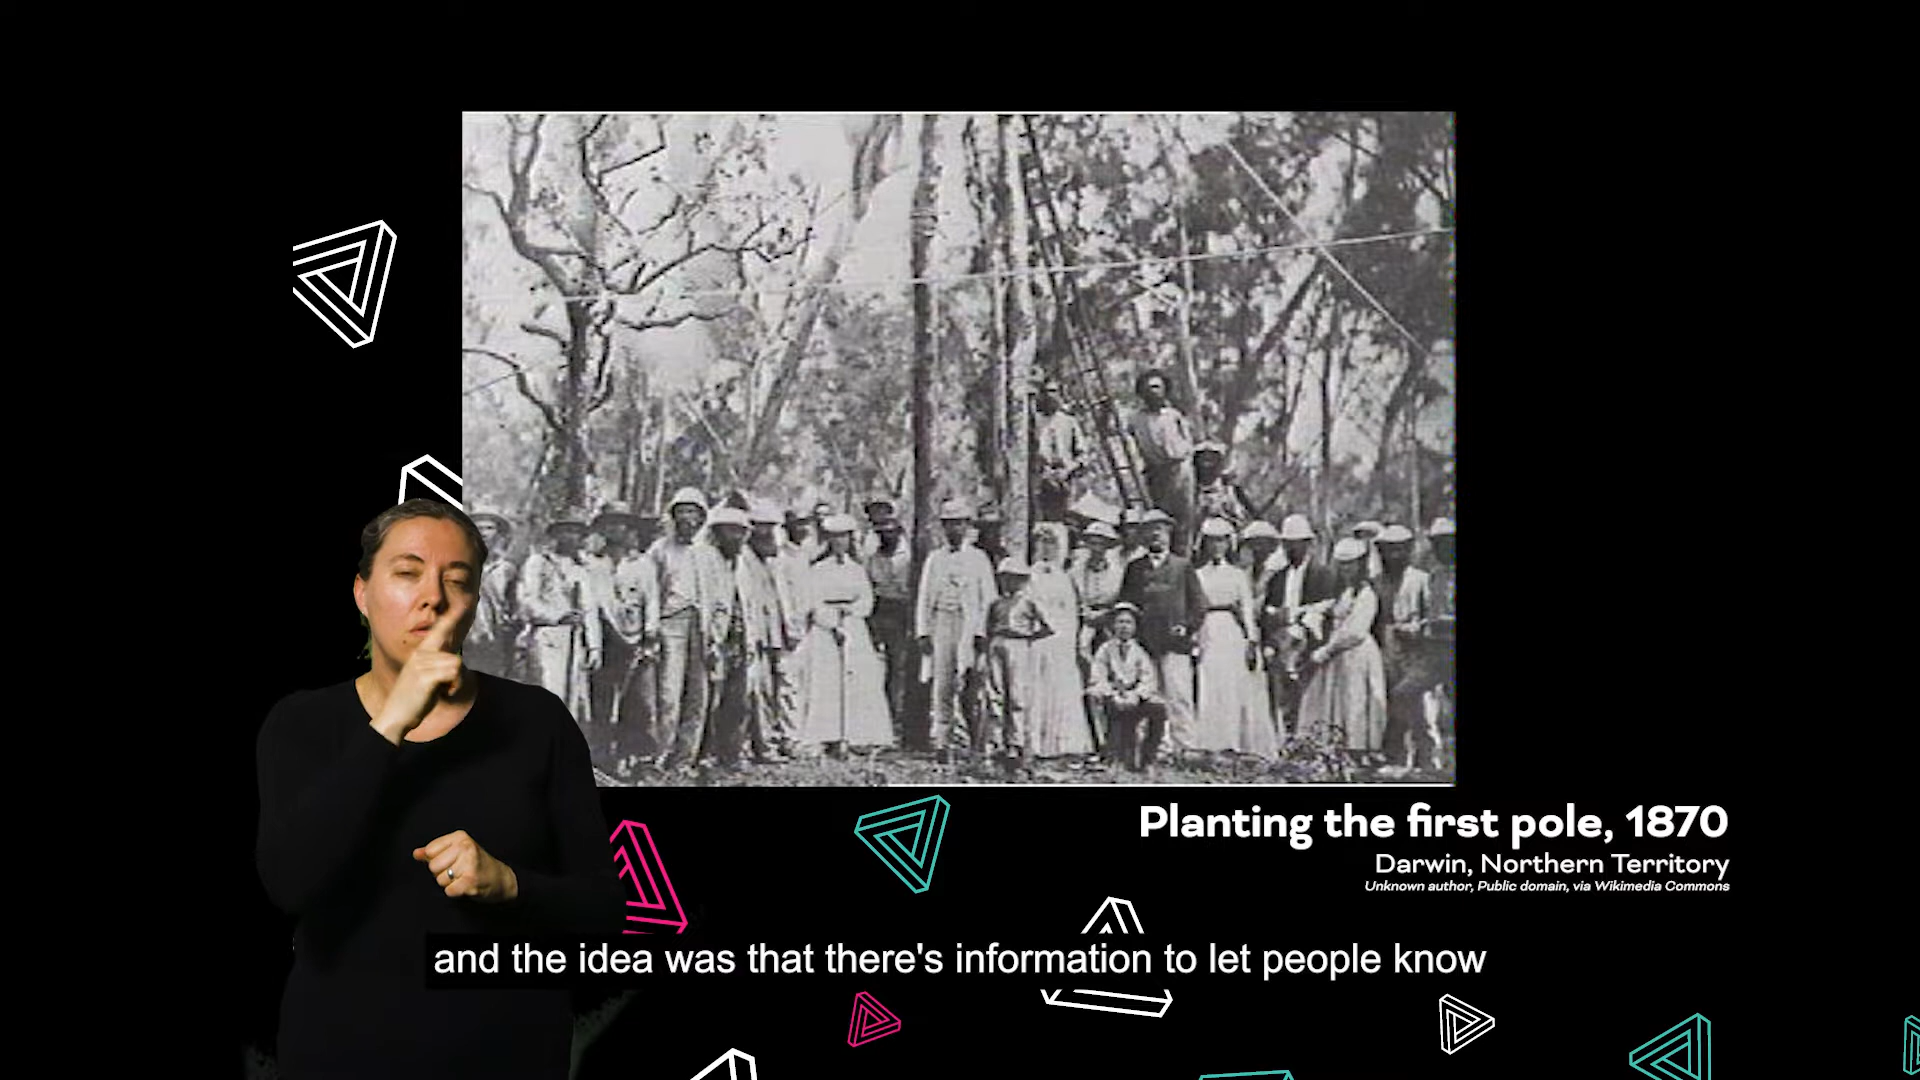 Planting the first pole, 1870
Darwin, Northern Territory
Unknown author, Public domain, via Wikimedia Commons
and the idea was that there's information to let people know